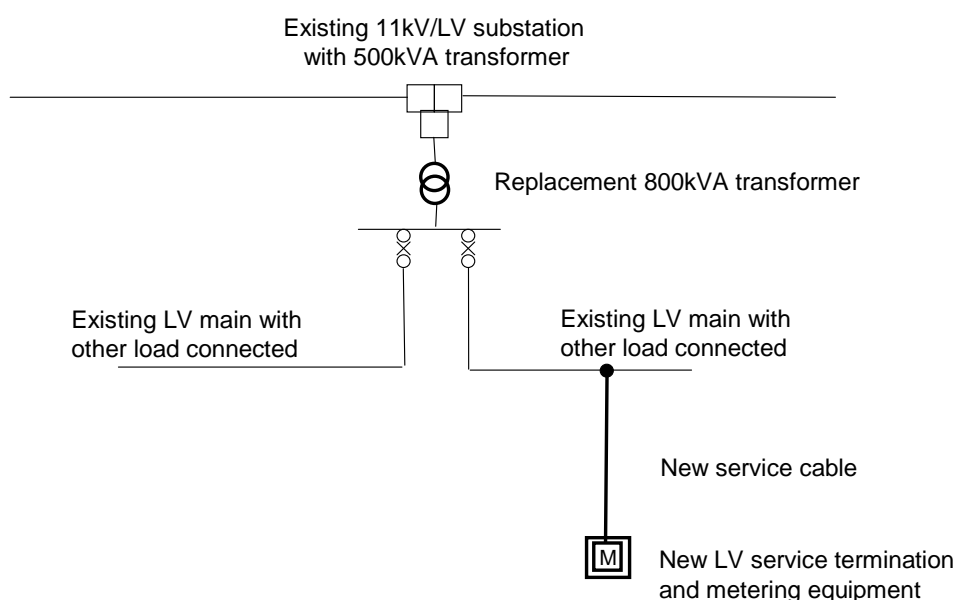 Existing 11kV/LV substation
with 500kVA transformer
Replacement 800kVA transformer
Existing LV main with
other load connected
Existing LV main with
other load connected
New service cable
M
New LV service termination
and metering equipment